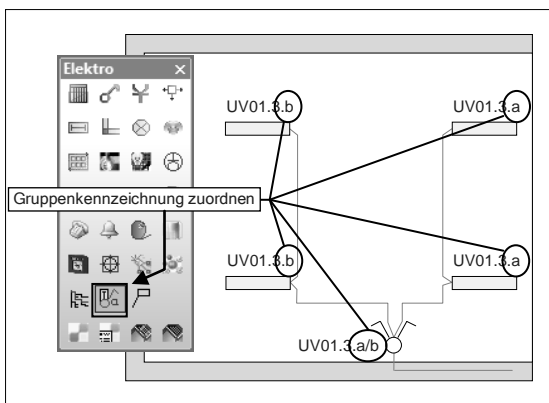 Elektro
UV01.3.b
UV01.3.a
Gruppenkennzeichnung zuordnen
UV01.3.b
UV01.3.a
UV01.3.a/b